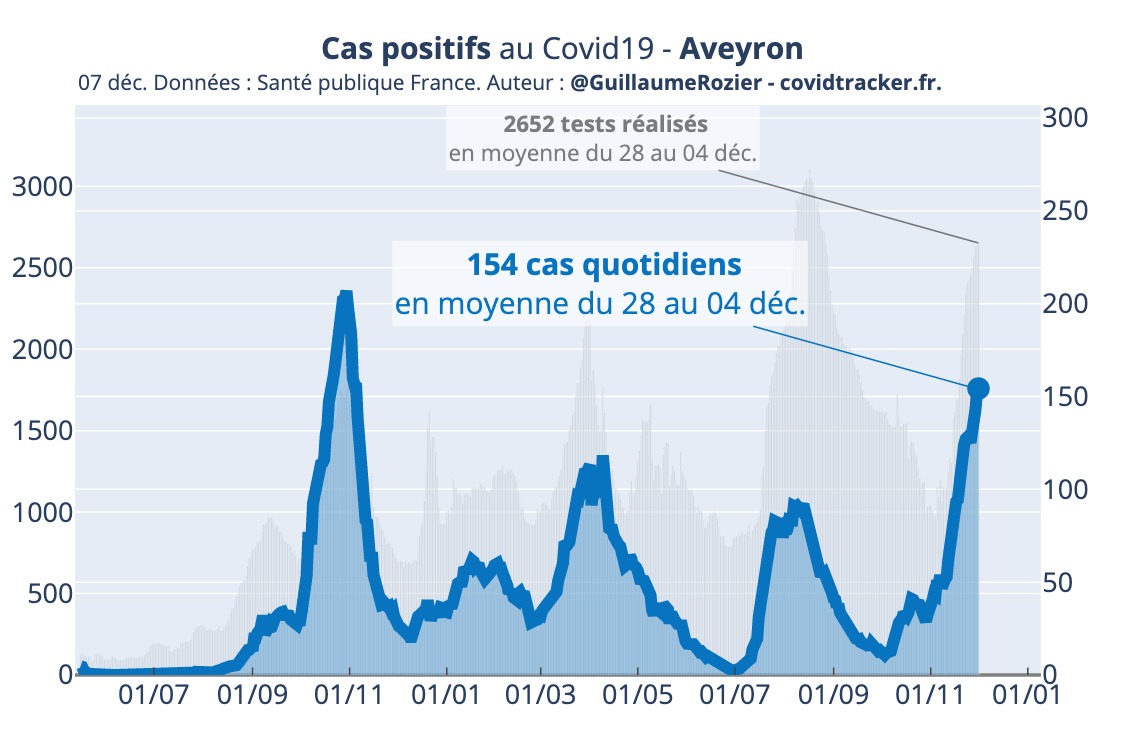 Cas positifs au Covid19 - Aveyron
07 déc. Données : Santé publique France. Auteur : @GuillaumeRozier - covidtracker.fr.
2652 tests réalisés
en moyenne du 28 au 04 déc.
154 cas quotidiens
en moyenne du 28 au 04 déc.
3000
2500
2000
1500
1000
500
0
300
250
200
150
100
50
0
01/07 01/09 01/11 01/01 01/03 01/05 01/07 01/09 01/11 01/01